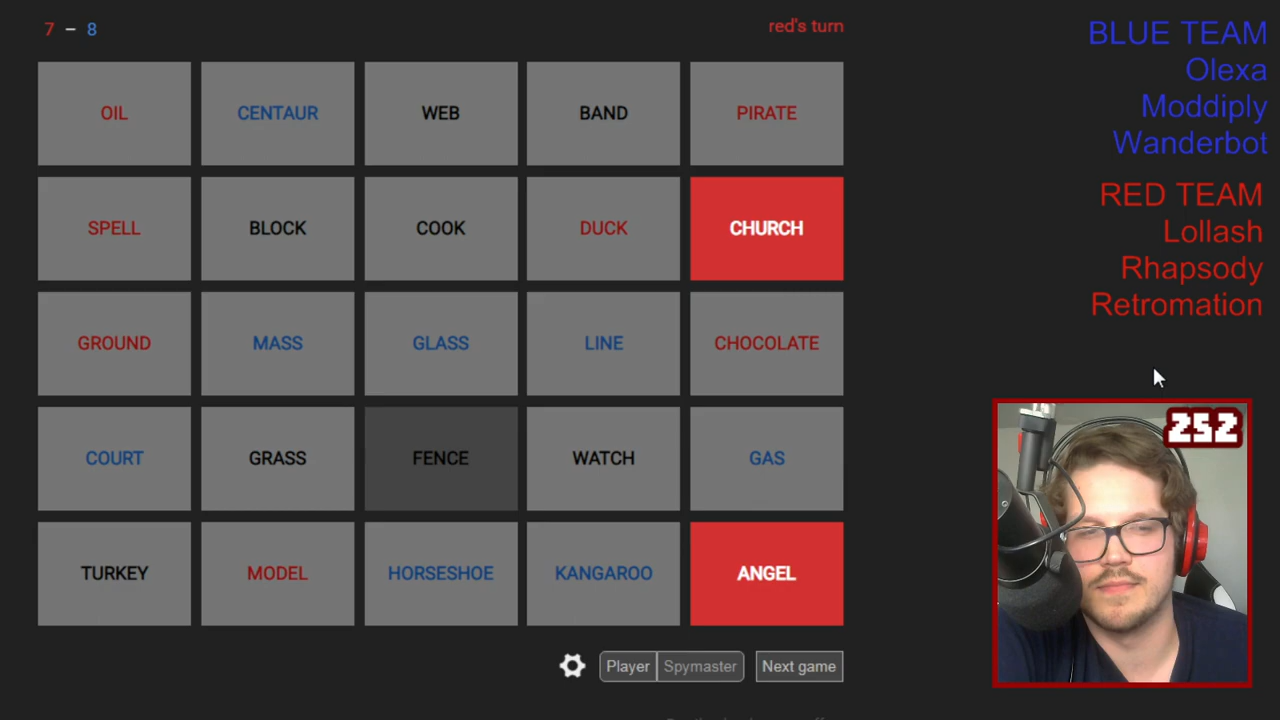 7 – 8
red's turn
OIL CENTAUR WEB BAND PIRATE
SPELL BLOCK COOK DUCK CHURCH
GROUND MASS GLASS LINE CHOCOLATE
COURT GRASS FENCE WATCH GAS
TURKEY MODEL HORSESHOE KANGAROO ANGEL
Player Spymaster Next game
BLUE TEAM
Olexa
Moddiply
Wanderbot
RED TEAM
Lollash
Rhapsody
Retromation
252